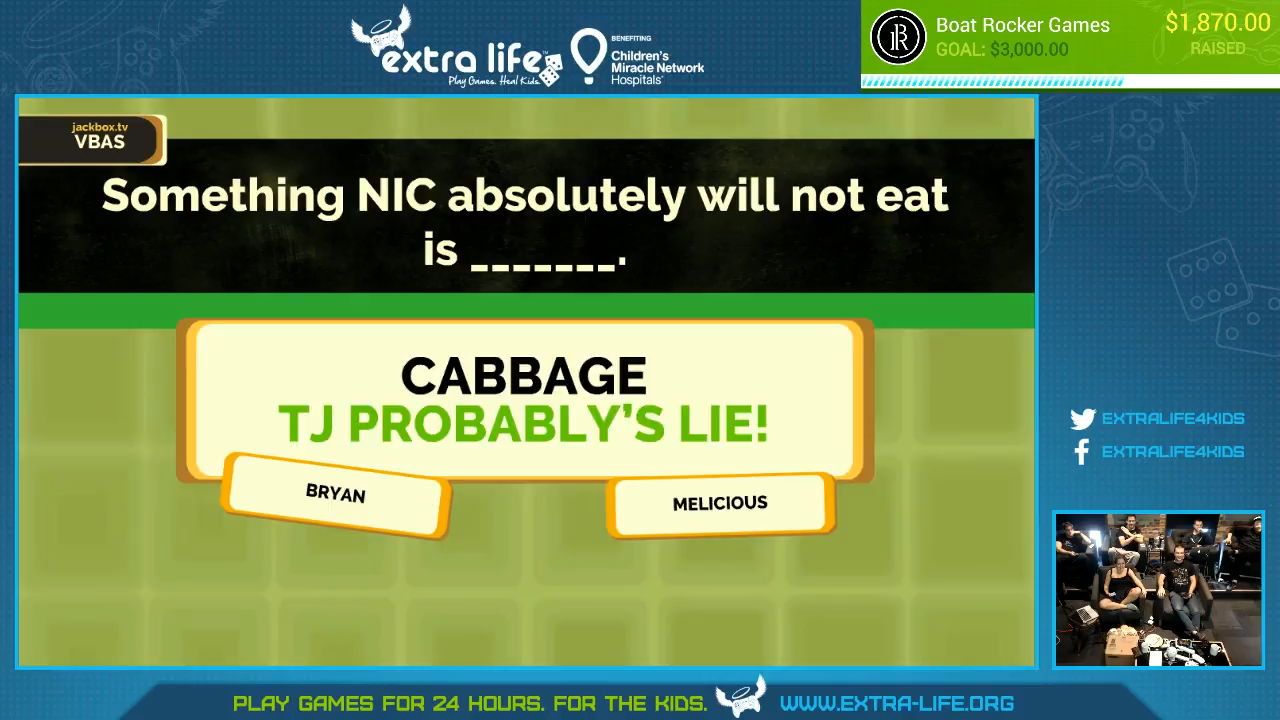 extra life
Play Games. Heal Kids.
BENEFITING
Children's
Miracle Network
Hospitals
Boat Rocker Games
GOAL: $3,000.00
$1,870.00
RAISED
jackbox.tv
VBAS
Something NIC absolutely will not eat
is _______.
CABBAGE
TJ PROBABLY'S LIE!
BRYAN
MELICIOUS
EXTRALIFE4KIDS
EXTRALIFE4KIDS
PLAY GAMES FOR 24 HOURS. FOR THE KIDS.
WWW.EXTRA-LIFE.ORG